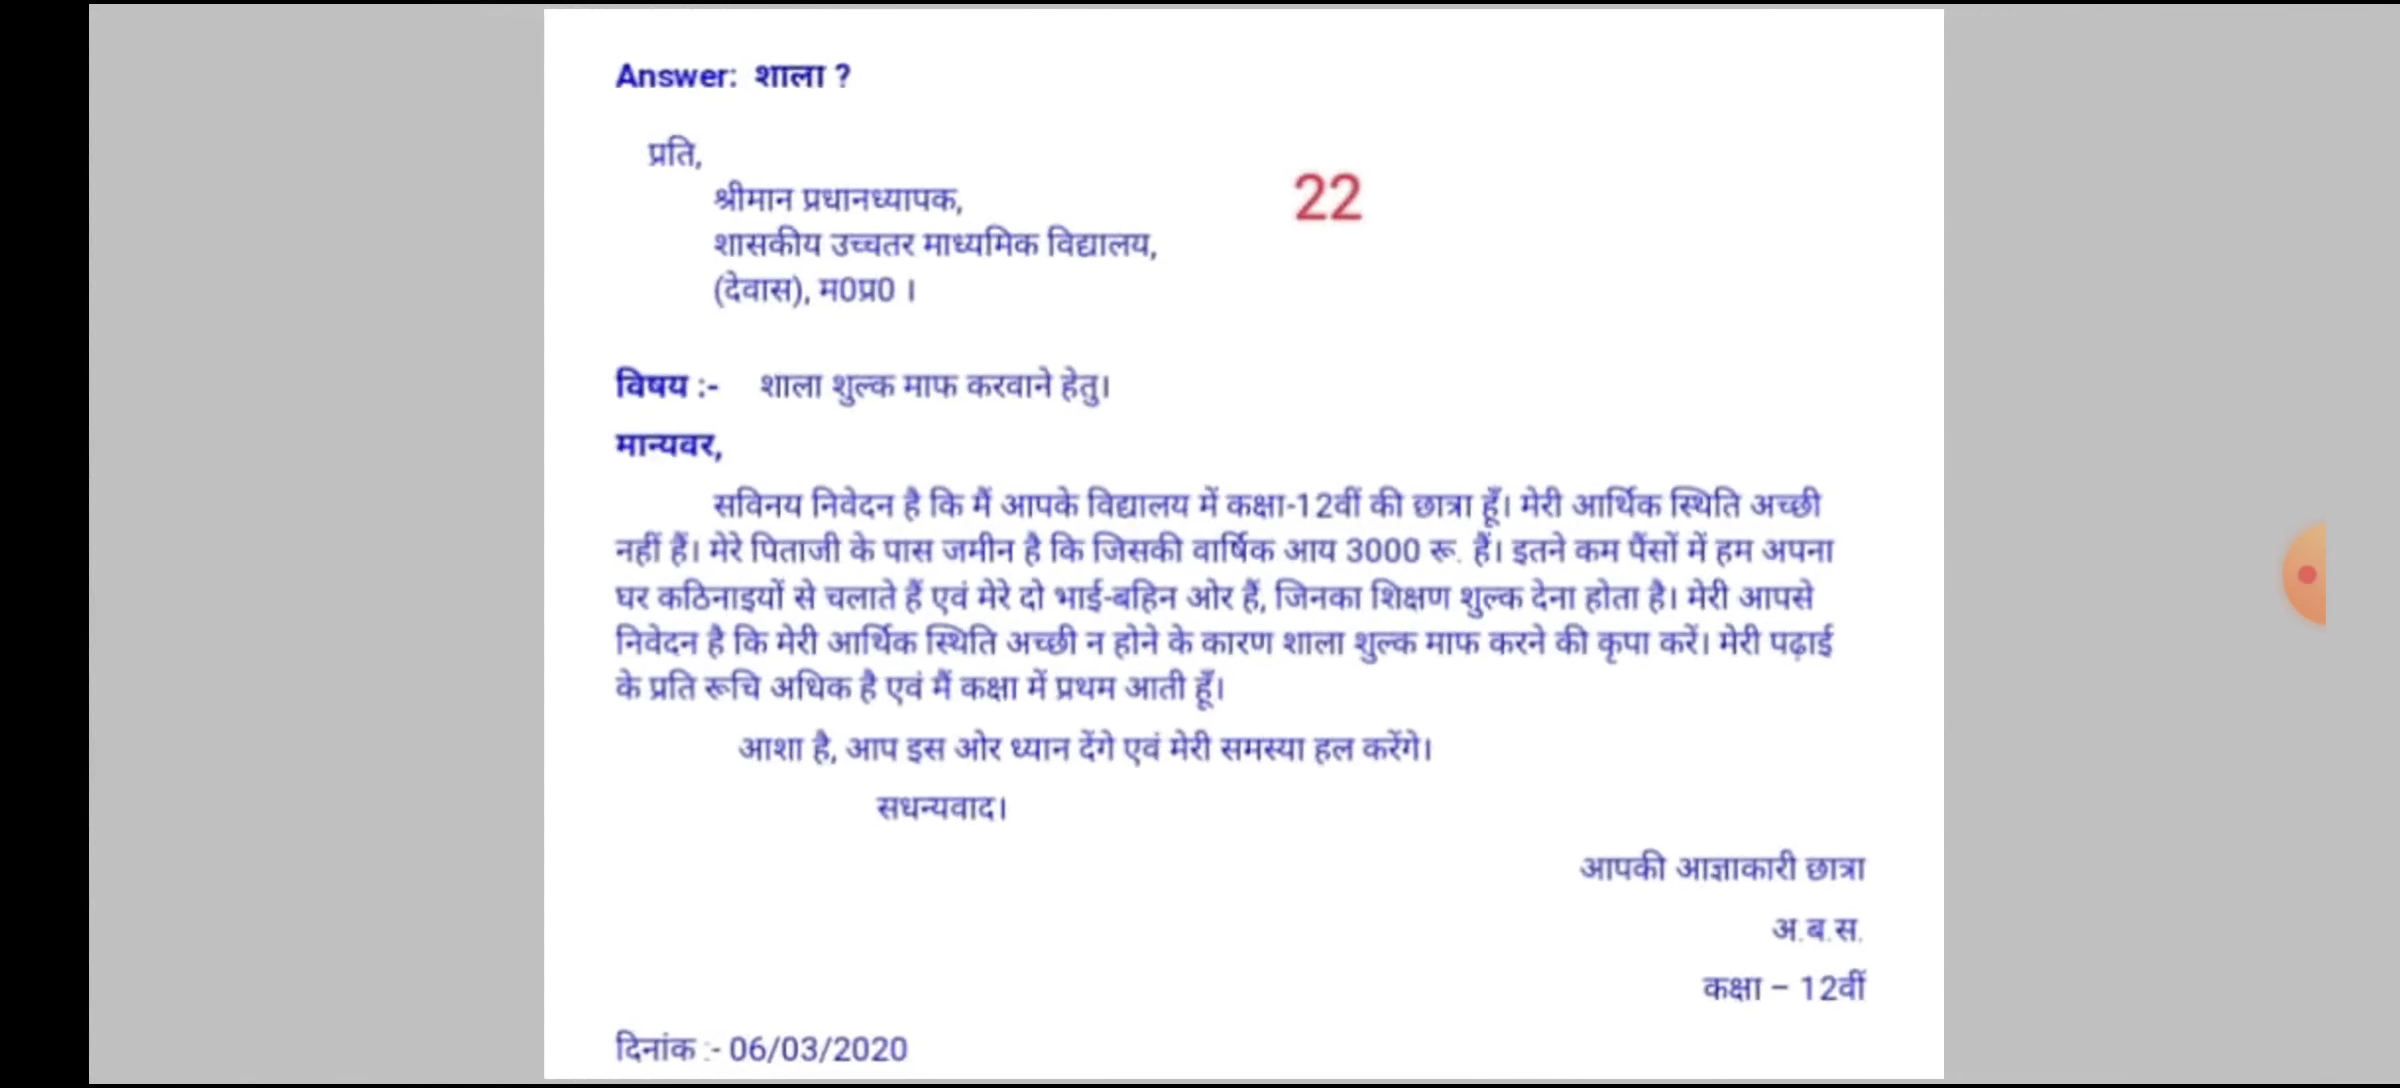 Answer: शाला ?
प्रति,
श्रीमान प्रधानध्यापक,
22
शासकीय उच्चतर माध्यमिक विद्यालय,
(देवास), म0प्र0 ।
विषय :- शाला शुल्क माफ करवाने हेतु।
मान्यवर,
सविनय निवेदन है कि मैं आपके विद्यालय में कक्षा-12वीं की छात्रा हूँ। मेरी आर्थिक स्थिति अच्छी
नहीं हैं। मेरे पिताजी के पास जमीन है कि जिसकी वार्षिक आय 3000 रू. हैं। इतने कम पैंसों में हम अपना
घर कठिनाइयों से चलाते हैं एवं मेरे दो भाई-बहिन ओर हैं, जिनका शिक्षण शुल्क देना होता है। मेरी आपसे
निवेदन है कि मेरी आर्थिक स्थिति अच्छी न होने के कारण शाला शुल्क माफ करने की कृपा करें। मेरी पढ़ाई
के प्रति रूचि अधिक है एवं मैं कक्षा में प्रथम आती हूँ।
आशा है, आप इस ओर ध्यान देंगे एवं मेरी समस्या हल करेंगे।
सधन्यवाद।
आपकी आज्ञाकारी छात्रा
अ.ब.स.
कक्षा – 12वीं
दिनांक :- 06/03/2020